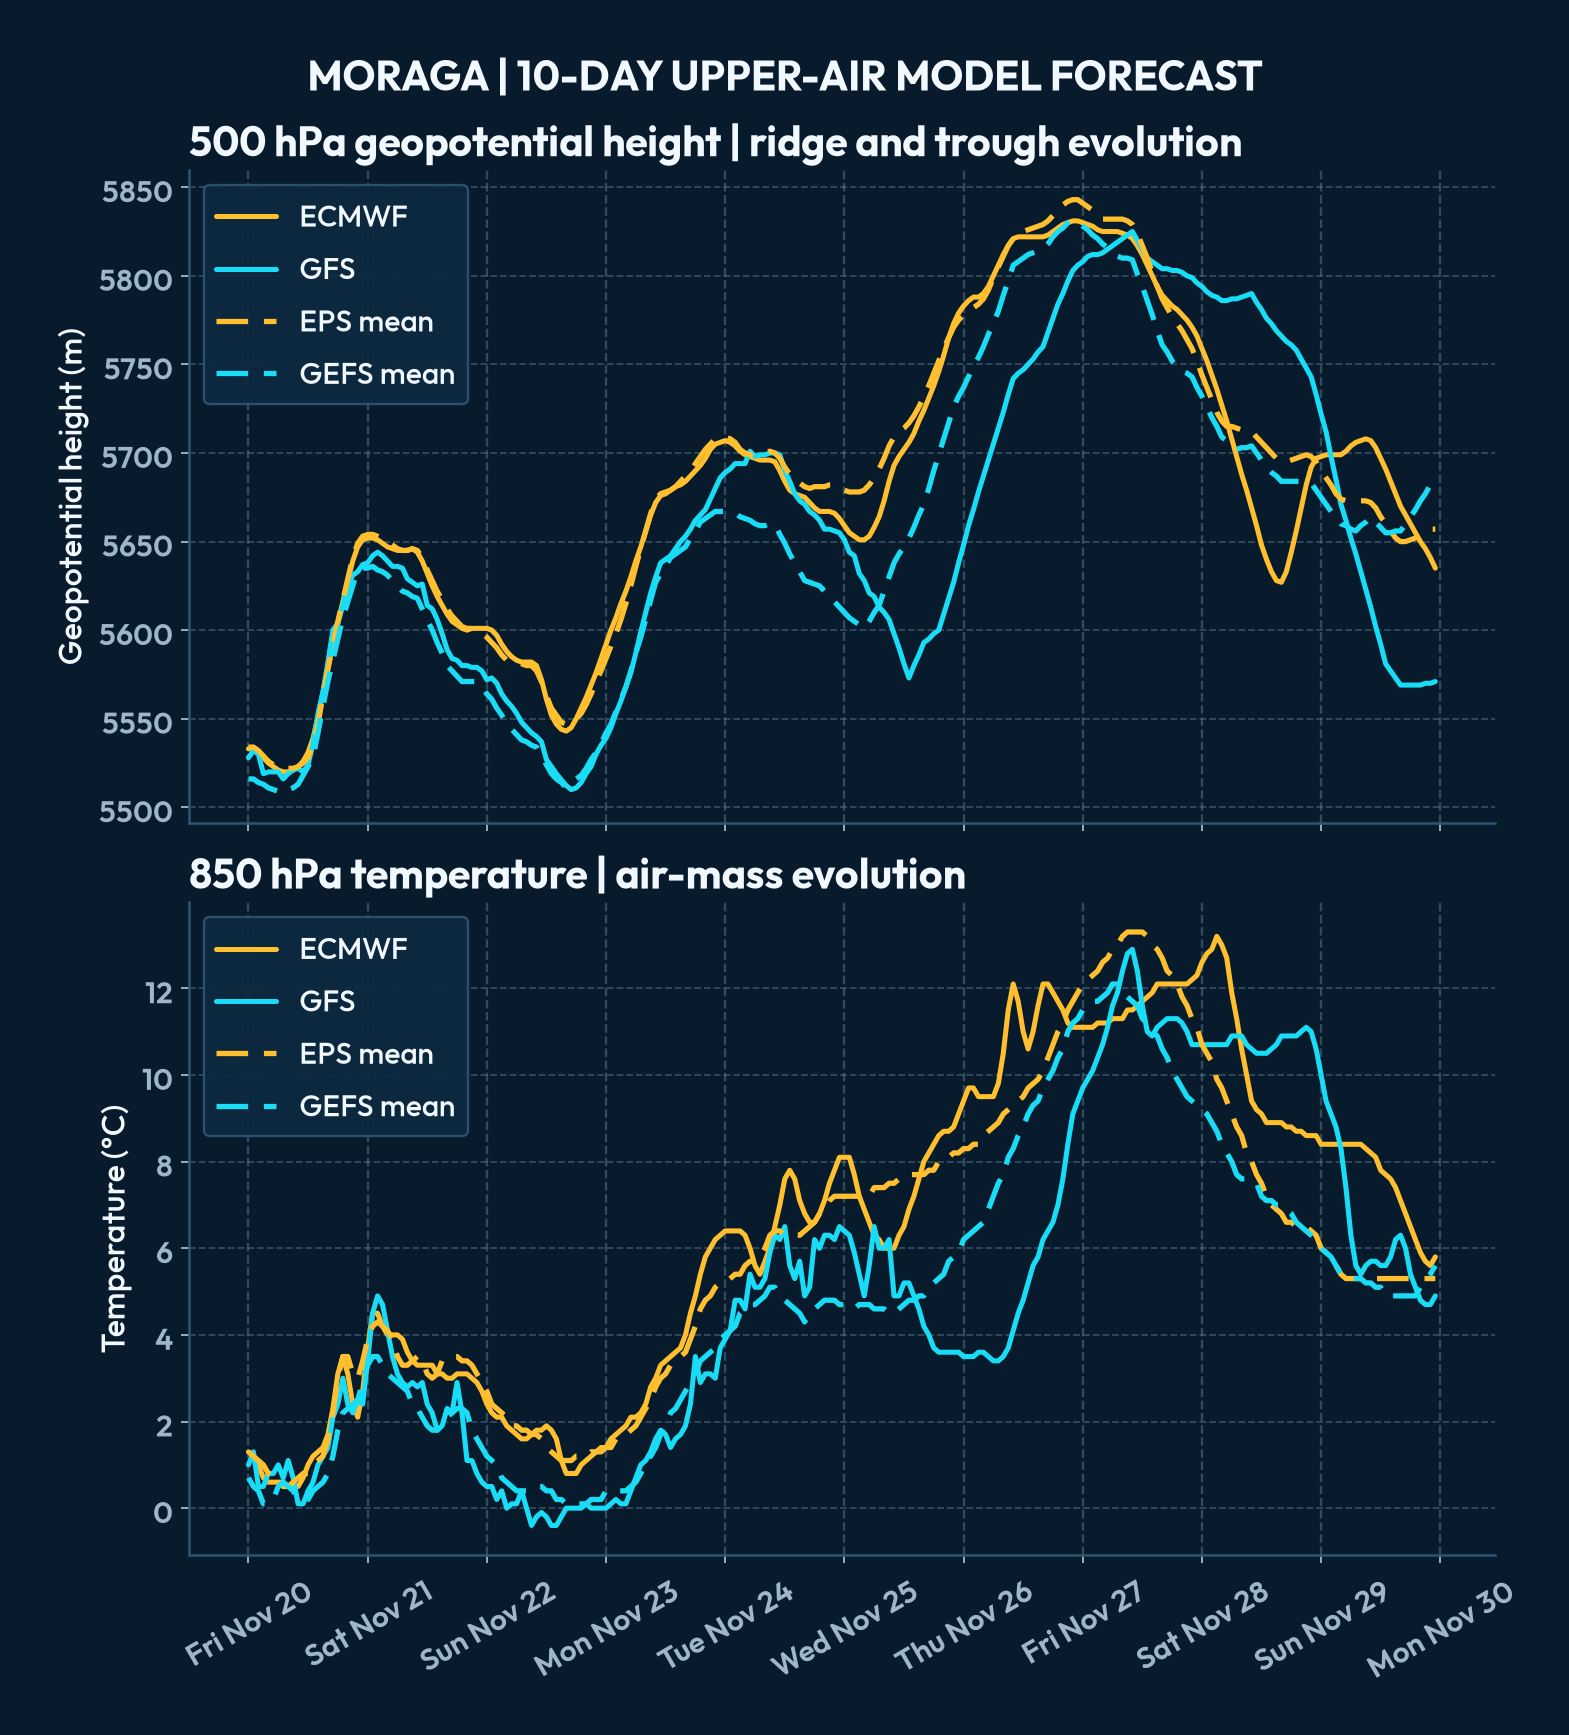 MORAGA | 10-DAY UPPER-AIR MODEL FORECAST
500 hPa geopotential height | ridge and trough evolution
Geopotential height (m)
5850
5800
5750
5700
5650
5600
5550
5500
ECMWF
GFS
EPS mean
GEFS mean
850 hPa temperature | air-mass evolution
Temperature (°C)
12
10
8
6
4
2
0
ECMWF
GFS
EPS mean
GEFS mean
Fri Nov 20
Sat Nov 21
Sun Nov 22
Mon Nov 23
Tue Nov 24
Wed Nov 25
Thu Nov 26
Fri Nov 27
Sat Nov 28
Sun Nov 29
Mon Nov 30